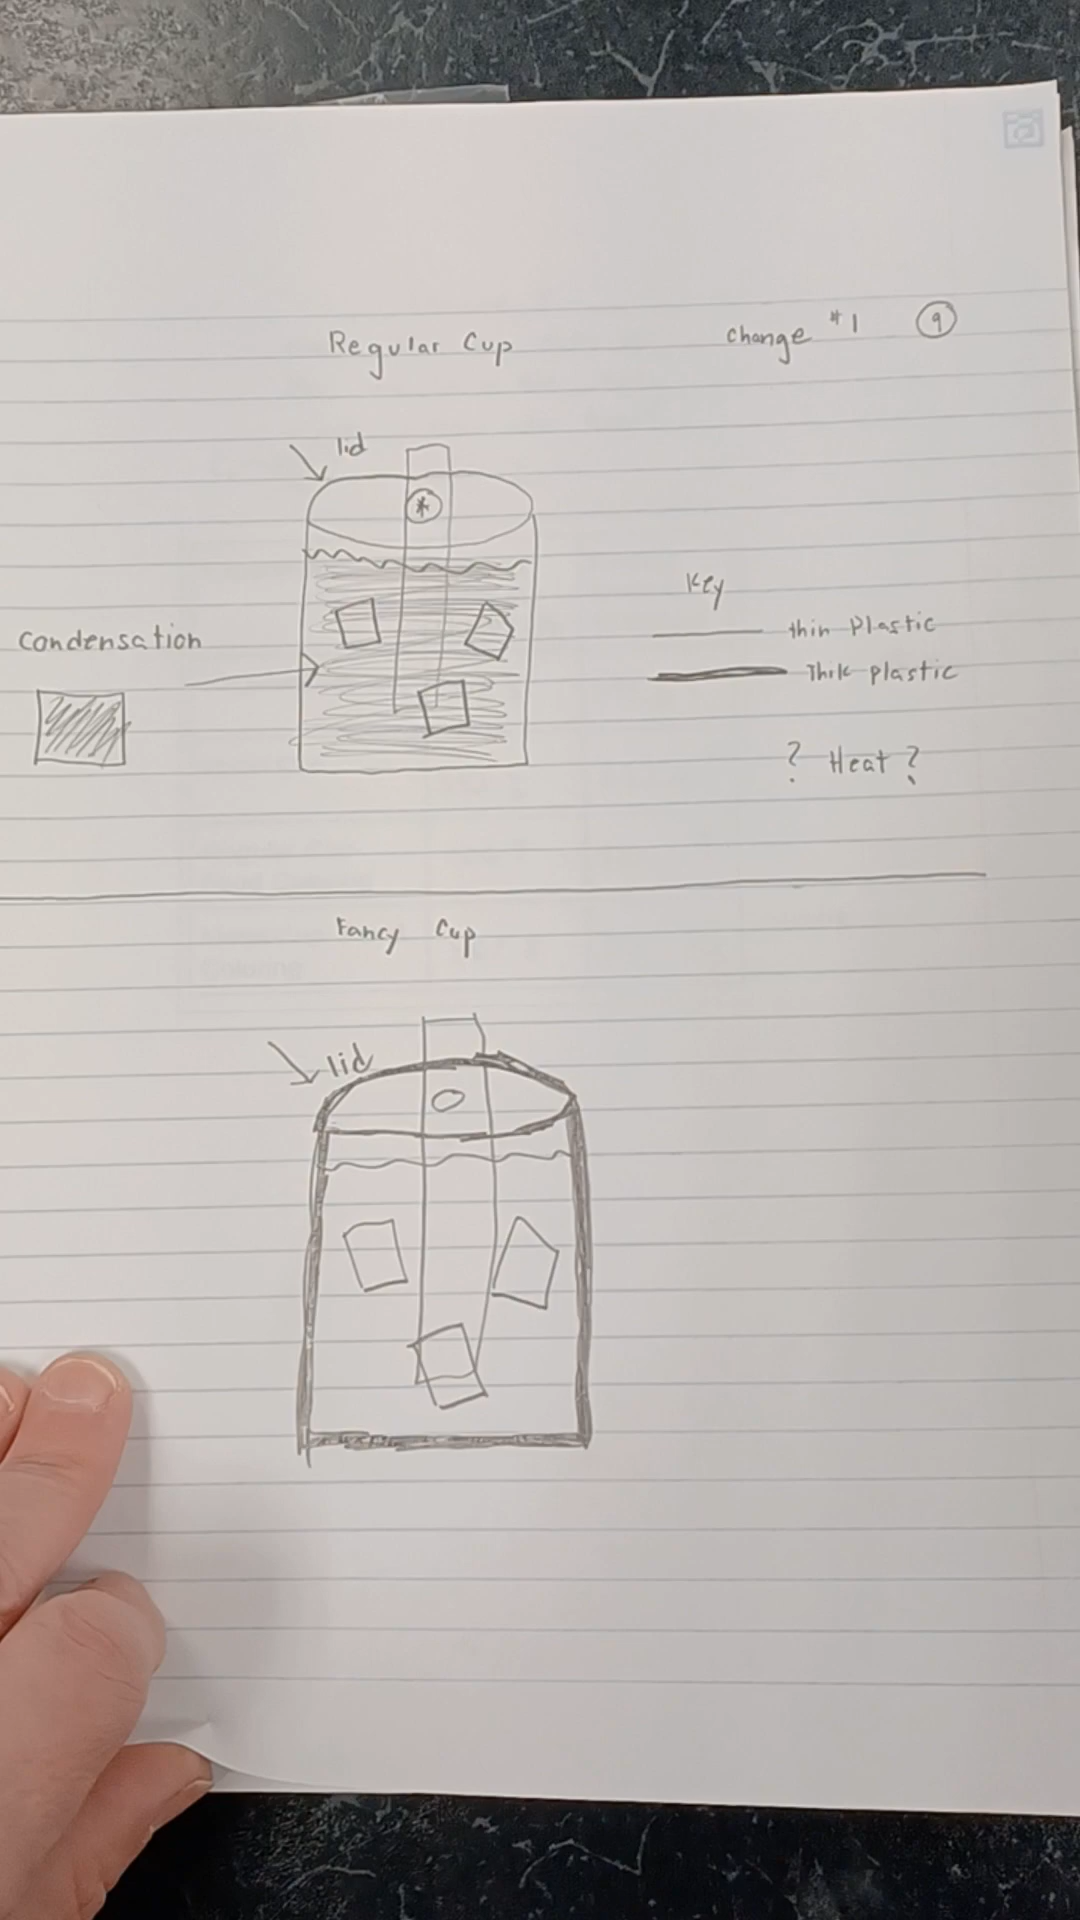 Regular Cup
change #1 9
lid
Key
thin Plastic
Condensation
Thik plastic
? Heat ?
Fancy Cup
lid